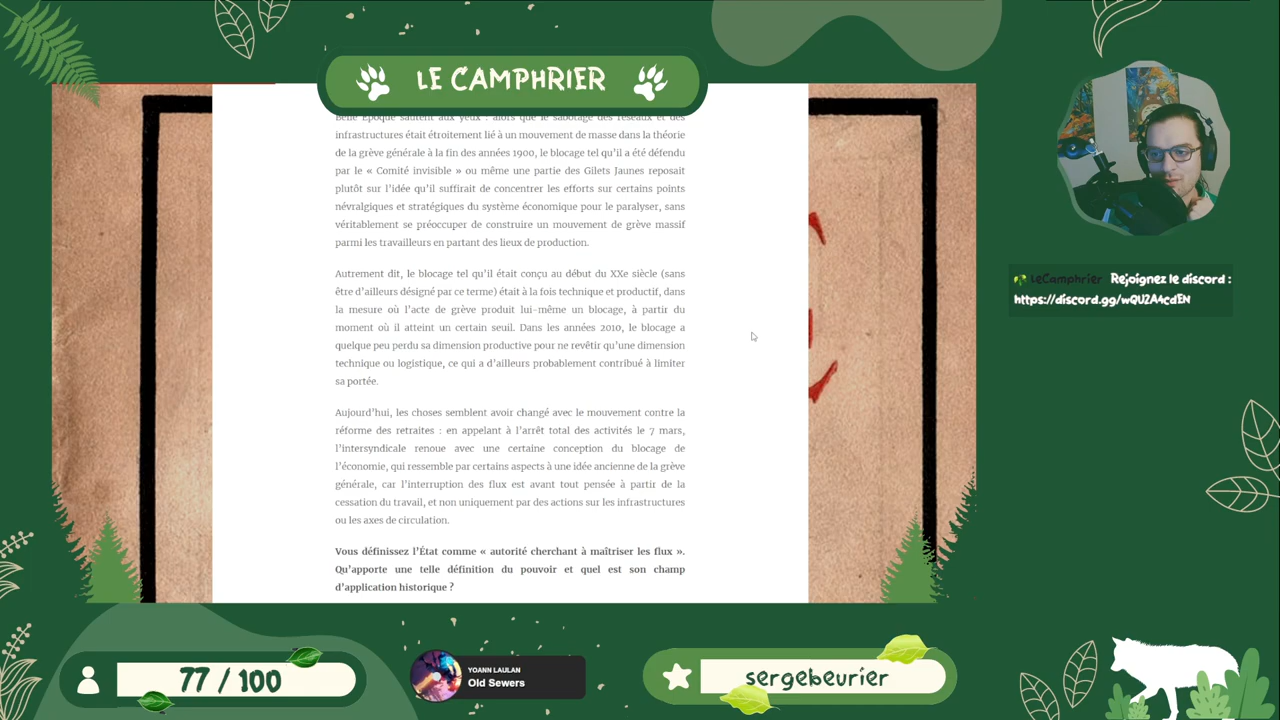 LE CAMPHRIER
Belle Époque sautent aux yeux : alors que le sabotage des réseaux et des
infrastructures était étroitement lié à un mouvement de masse dans la théorie
de la grève générale à la fin des années 1900, le blocage tel qu'il a été défendu
par le « Comité invisible » ou même une partie des Gilets Jaunes reposait
plutôt sur l'idée qu'il suffirait de concentrer les efforts sur certains points
névralgiques et stratégiques du système économique pour le paralyser, sans
véritablement se préoccuper de construire un mouvement de grève massif
parmi les travailleurs en partant des lieux de production.
Autrement dit, le blocage tel qu'il était conçu au début du XXe siècle (sans
être d'ailleurs désigné par ce terme) était à la fois technique et productif, dans
la mesure où l'acte de grève produit lui-même un blocage, à partir du
moment où il atteint un certain seuil. Dans les années 2010, le blocage a
quelque peu perdu sa dimension productive pour ne revêtir qu'une dimension
technique ou logistique, ce qui a d'ailleurs probablement contribué à limiter
sa portée.
Aujourd'hui, les choses semblent avoir changé avec le mouvement contre la
réforme des retraites : en appelant à l'arrêt total des activités le 7 mars,
l'intersyndicale renoue avec une certaine conception du blocage de
l'économie, qui ressemble par certains aspects à une idée ancienne de la grève
générale, car l'interruption des flux est avant tout pensée à partir de la
cessation du travail, et non uniquement par des actions sur les infrastructures
ou les axes de circulation.
Vous définissez l'État comme « autorité cherchant à maîtriser les flux ».
Qu'apporte une telle définition du pouvoir et quel est son champ
d'application historique ?
LeCamphrier Rejoignez le discord :
https://discord.gg/wQU2A4cdEN
77 / 100
YOANN LAULAN
Old Sewers
sergebeurier